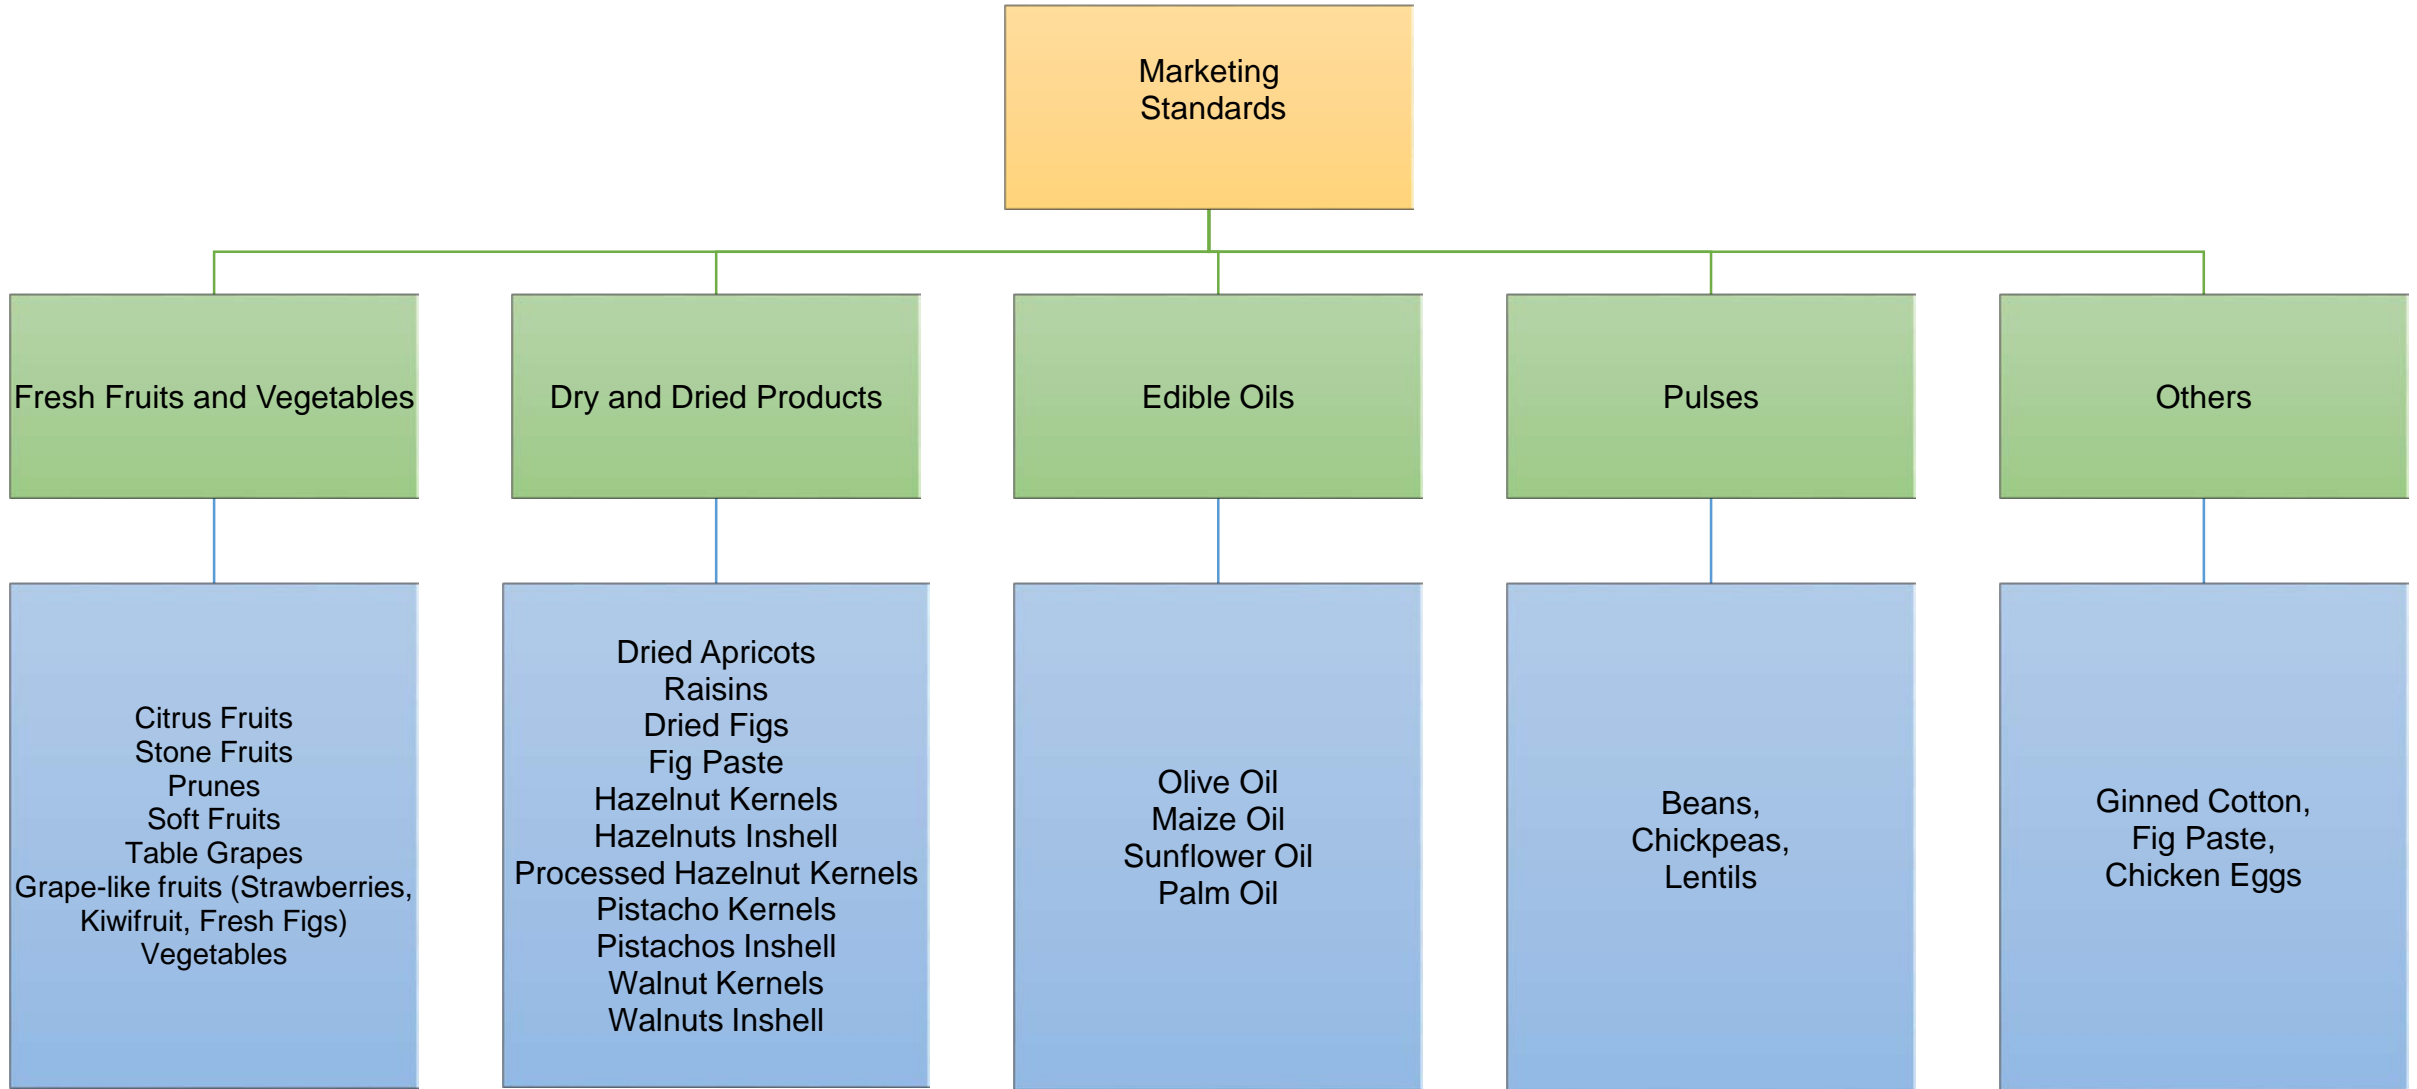 Marketing
Standards
Fresh Fruits and Vegetables
Dry and Dried Products
Edible Oils
Pulses
Others
Citrus Fruits
Stone Fruits
Prunes
Soft Fruits
Table Grapes
Grape-like fruits (Strawberries,
Kiwifruit, Fresh Figs)
Vegetables
Dried Apricots
Raisins
Dried Figs
Fig Paste
Hazelnut Kernels
Hazelnuts Inshell
Processed Hazelnut Kernels
Pistacho Kernels
Pistachos Inshell
Walnut Kernels
Walnuts Inshell
Olive Oil
Maize Oil
Sunflower Oil
Palm Oil
Beans,
Chickpeas,
Lentils
Ginned Cotton,
Fig Paste,
Chicken Eggs